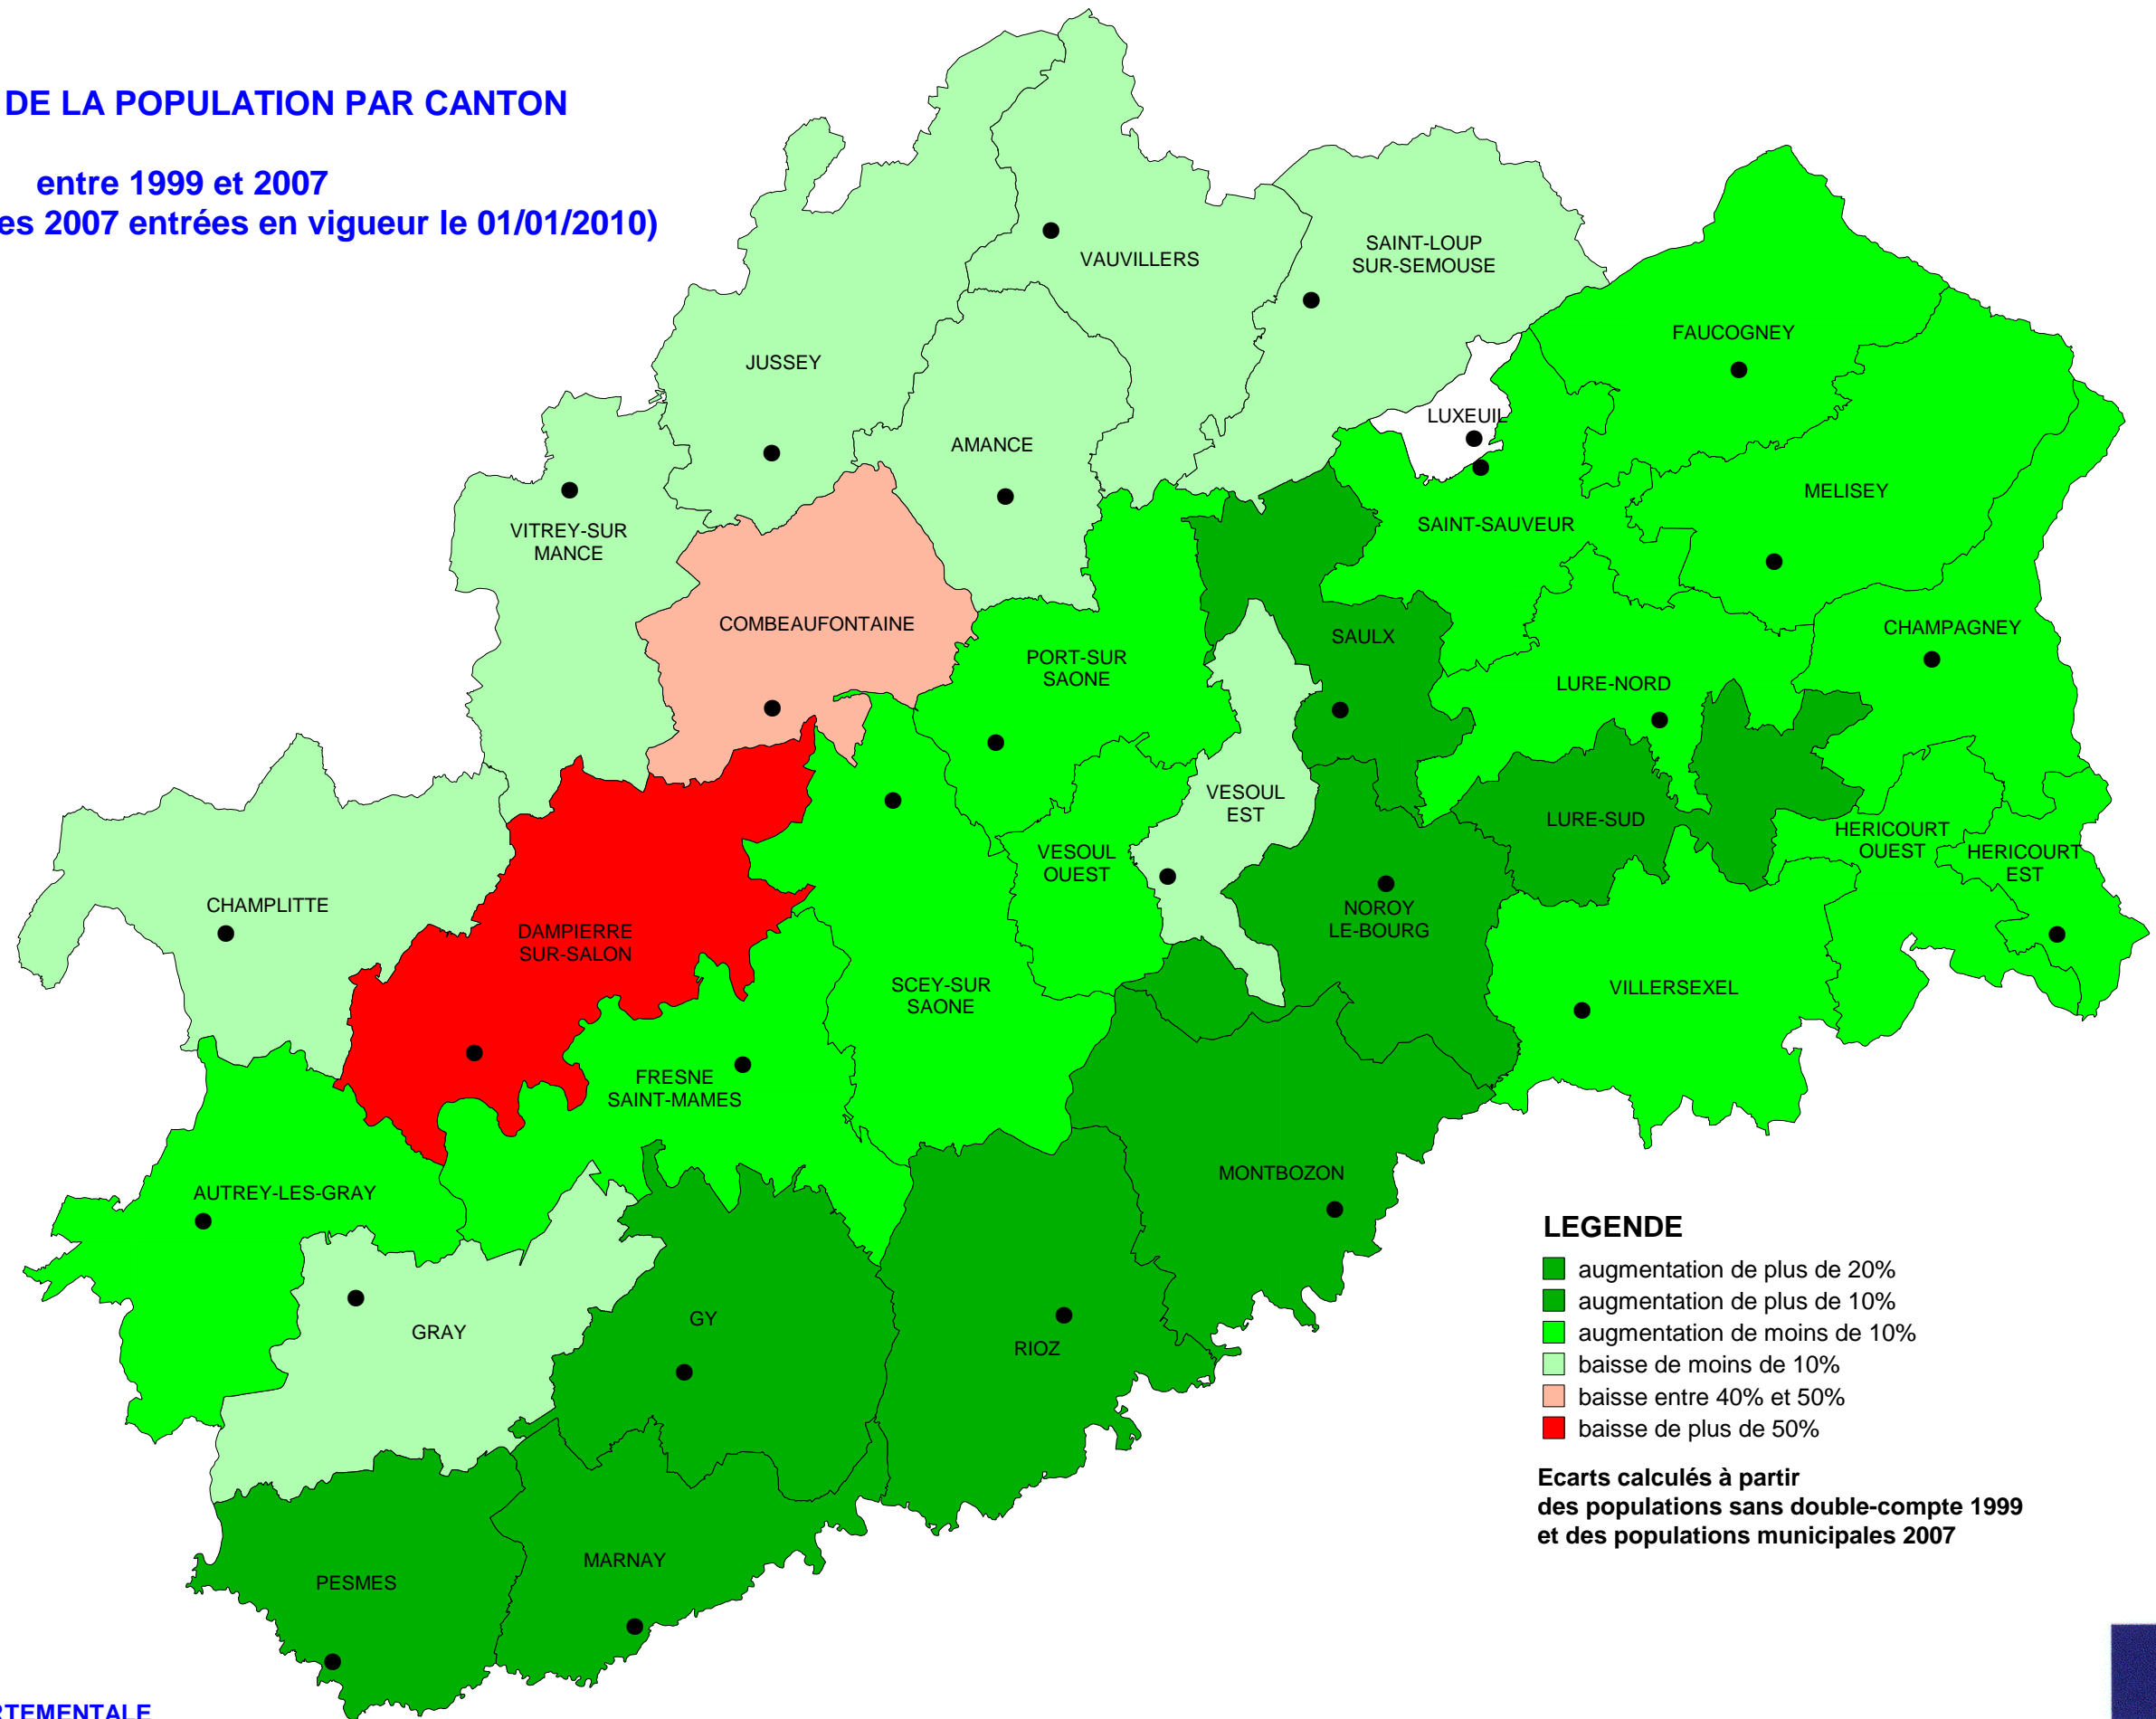 DE LA POPULATION PAR CANTON
entre 1999 et 2007
es 2007 entrées en vigueur le 01/01/2010)
VAUVILLERS
SAINT-LOUP
SUR-SEMOUSE
FAUCOGNEY
JUSSEY
LUXEUIL
AMANCE
MELISEY
VITREY-SUR
MANCE
SAINT-SAUVEUR
COMBEAUFONTAINE
SAULX
CHAMPAGNEY
PORT-SUR
SAONE
LURE-NORD
VESOUL
EST
LURE-SUD
HERICOURT
OUEST
HERICOURT
EST
VESOUL
OUEST
CHAMPLITTE
NOROY
LE-BOURG
DAMPIERRE
SUR-SALON
SCEY-SUR
SAONE
VILLERSEXEL
FRESNE
SAINT-MAMES
MONTBOZON
AUTREY-LES-GRAY
GY
GRAY
RIOZ
MARNAY
PESMES
LEGENDE
augmentation de plus de 20%
augmentation de plus de 10%
augmentation de moins de 10%
baisse de moins de 10%
baisse entre 40% et 50%
baisse de plus de 50%
Ecarts calculés à partir
des populations sans double-compte 1999
et des populations municipales 2007
RTEMENTALE